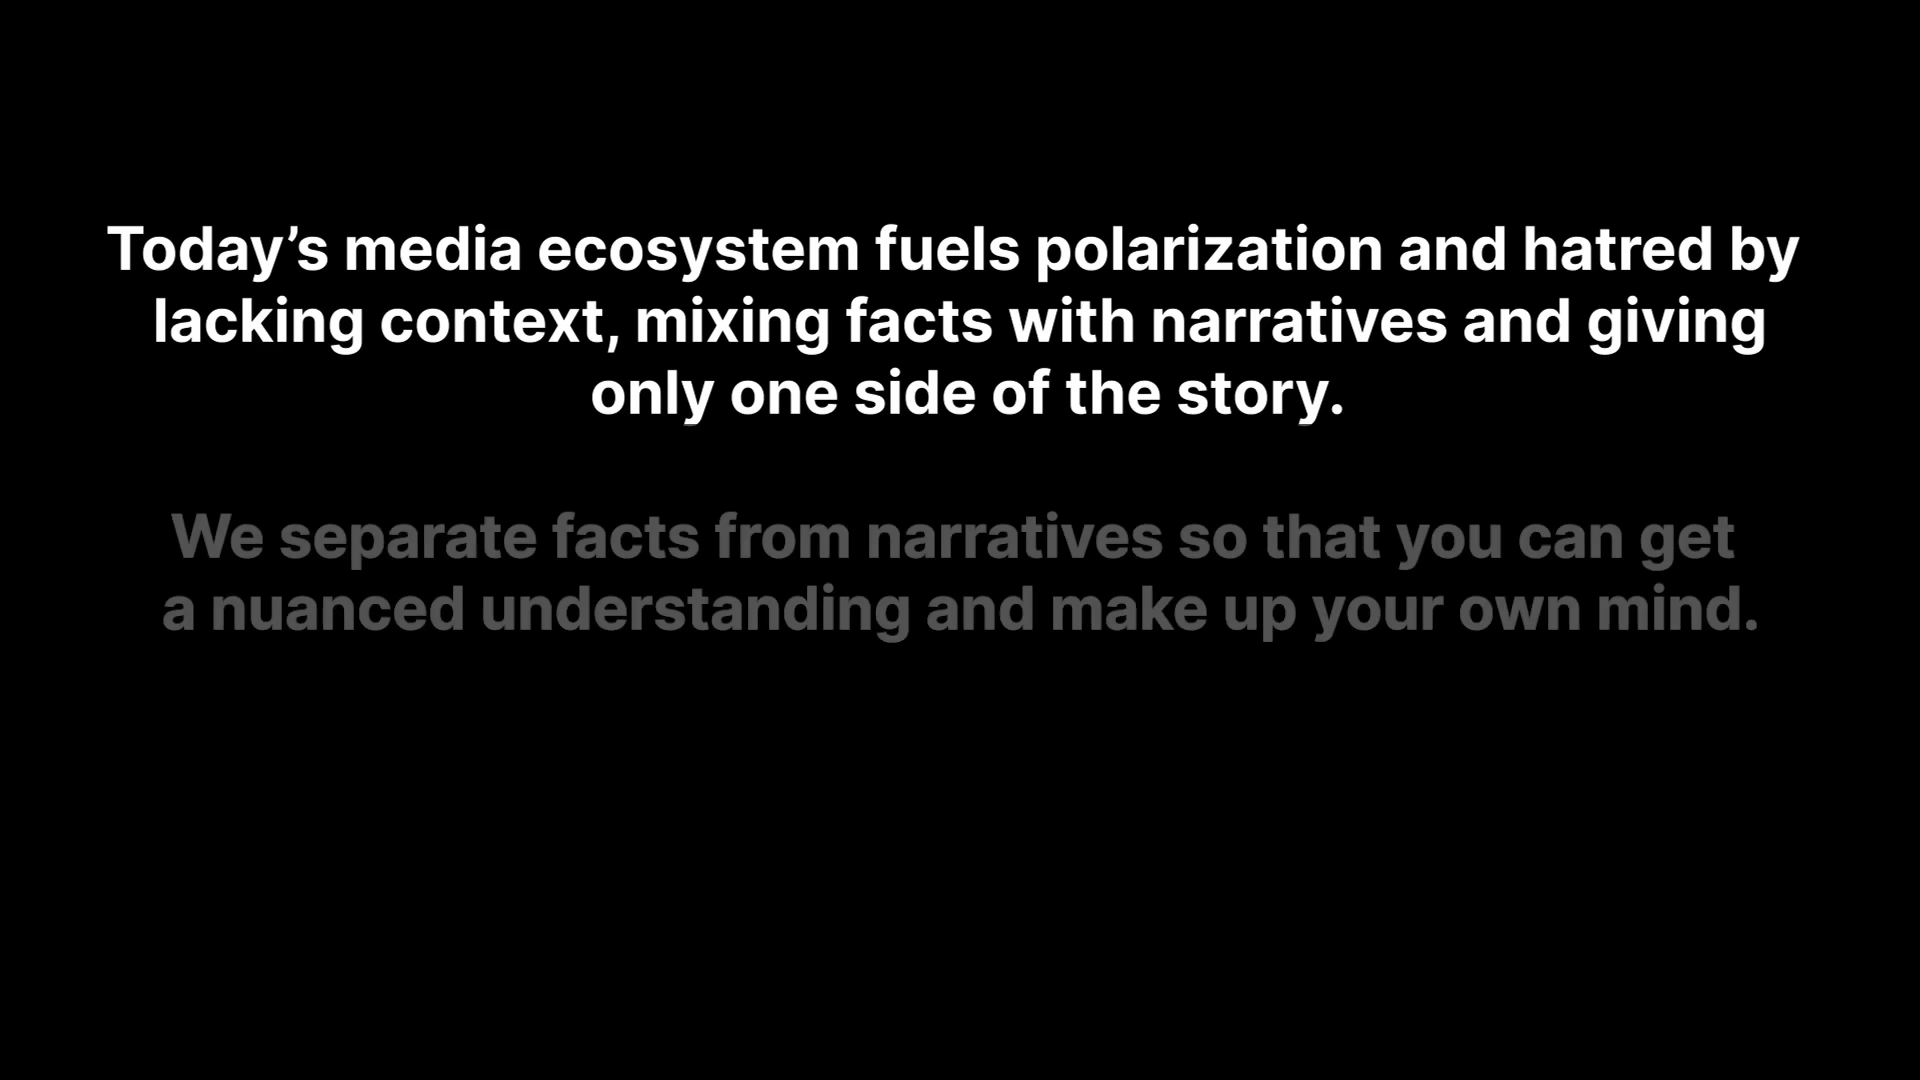 Today’s media ecosystem fuels polarization and hatred by
lacking context, mixing facts with narratives and giving
only one side of the story.
We separate facts from narratives so that you can get
a nuanced understanding and make up your own mind.